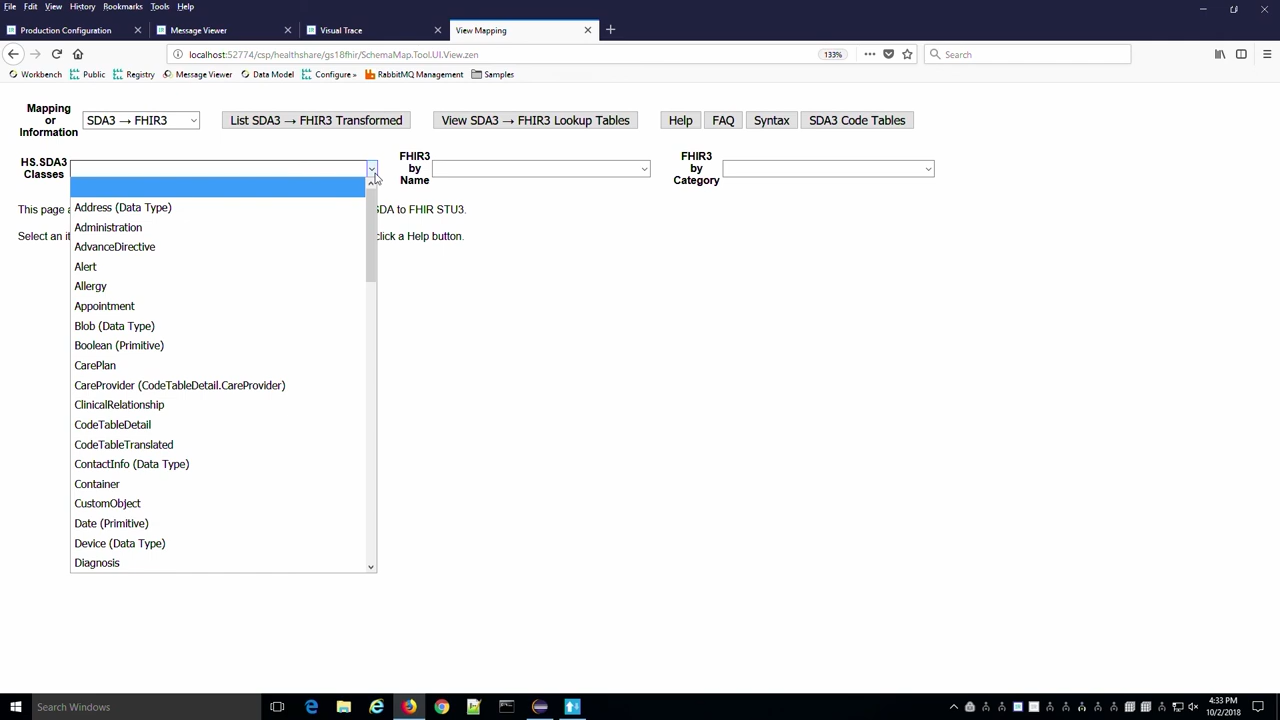 File Edit View History Bookmarks Tools Help
Production Configuration
Message Viewer
Visual Trace
View Mapping
localhost:52774/csp/healthshare/gs18fhir/SchemaMap.Tool.UI.View.zen
133%
Search
Workbench
Public
Registry
Message Viewer
Data Model
Configure »
RabbitMQ Management
Samples
Mapping
or
Information
SDA3 → FHIR3
List SDA3 → FHIR3 Transformed
View SDA3 → FHIR3 Lookup Tables
Help
FAQ
Syntax
SDA3 Code Tables
HS.SDA3
Classes
FHIR3
by
Name
FHIR3
by
Category
This page SDA to FHIR STU3.
Select an it click a Help button.
Address (Data Type)
Administration
AdvanceDirective
Alert
Allergy
Appointment
Blob (Data Type)
Boolean (Primitive)
CarePlan
CareProvider (CodeTableDetail.CareProvider)
ClinicalRelationship
CodeTableDetail
CodeTableTranslated
ContactInfo (Data Type)
Container
CustomObject
Date (Primitive)
Device (Data Type)
Diagnosis
Search Windows
4:33 PM
10/2/2018